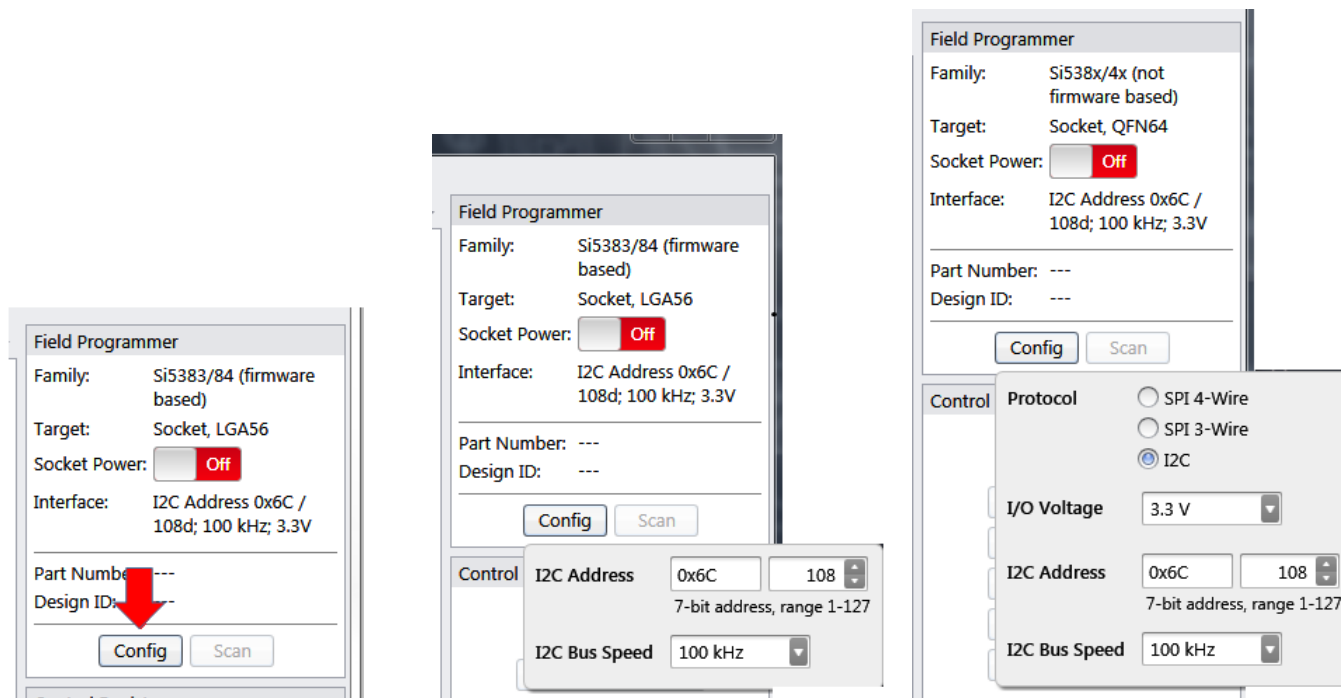 Field Programmer
Family: Si5383/84 (firmware
based)
Target: Socket, LGA56
Socket Power: Off
Interface: I2C Address 0x6C /
108d; 100 kHz; 3.3V
Part Numbe ---
Design ID: ---
Config Scan
Field Programmer
Family: Si5383/84 (firmware
based)
Target: Socket, LGA56
Socket Power: Off
Interface: I2C Address 0x6C /
108d; 100 kHz; 3.3V
Part Number: ---
Design ID: ---
Config Scan
Control
I2C Address 0x6C 108
7-bit address, range 1-127
I2C Bus Speed 100 kHz
Field Programmer
Family: Si538x/4x (not
firmware based)
Target: Socket, QFN64
Socket Power: Off
Interface: I2C Address 0x6C /
108d; 100 kHz; 3.3V
Part Number: ---
Design ID: ---
Config Scan
Control
Protocol SPI 4-Wire
SPI 3-Wire
I2C
I/O Voltage 3.3 V
I2C Address 0x6C 108
7-bit address, range 1-127
I2C Bus Speed 100 kHz